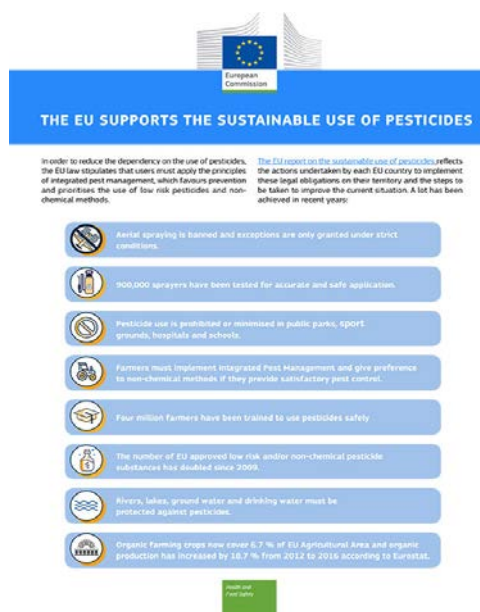 European
Commission
THE EU SUPPORTS THE SUSTAINABLE USE OF PESTICIDES
In order to reduce the dependency on the use of pesticides,
the EU law stipulates that users must apply the principles
of integrated pest management, which favours prevention
and prioritises the use of low risk pesticides and non-
chemical methods.
The EU report on the sustainable use of pesticides reflects
the actions undertaken by each EU country to implement
these legal obligations on their territory and the steps to
be taken to improve the current situation. A lot has been
achieved in recent years:
Aerial spraying is banned and exceptions are only granted under strict
conditions.
900,000 sprayers have been tested for accurate and safe application.
Pesticide use is prohibited or minimised in public parks, sport
grounds, hospitals and schools.
Farmers must implement Integrated Pest Management and give preference
to non-chemical methods if they provide satisfactory pest control.
Four million farmers have been trained to use pesticides safely
The number of EU approved low risk and/or non-chemical pesticide
substances has doubled since 2009.
Rivers, lakes, ground water and drinking water must be
protected against pesticides.
Organic farming crops now cover 6.7 % of EU Agricultural Area and organic
production has increased by 18.7 % from 2012 to 2016 according to Eurostat.
Health and
Food Safety